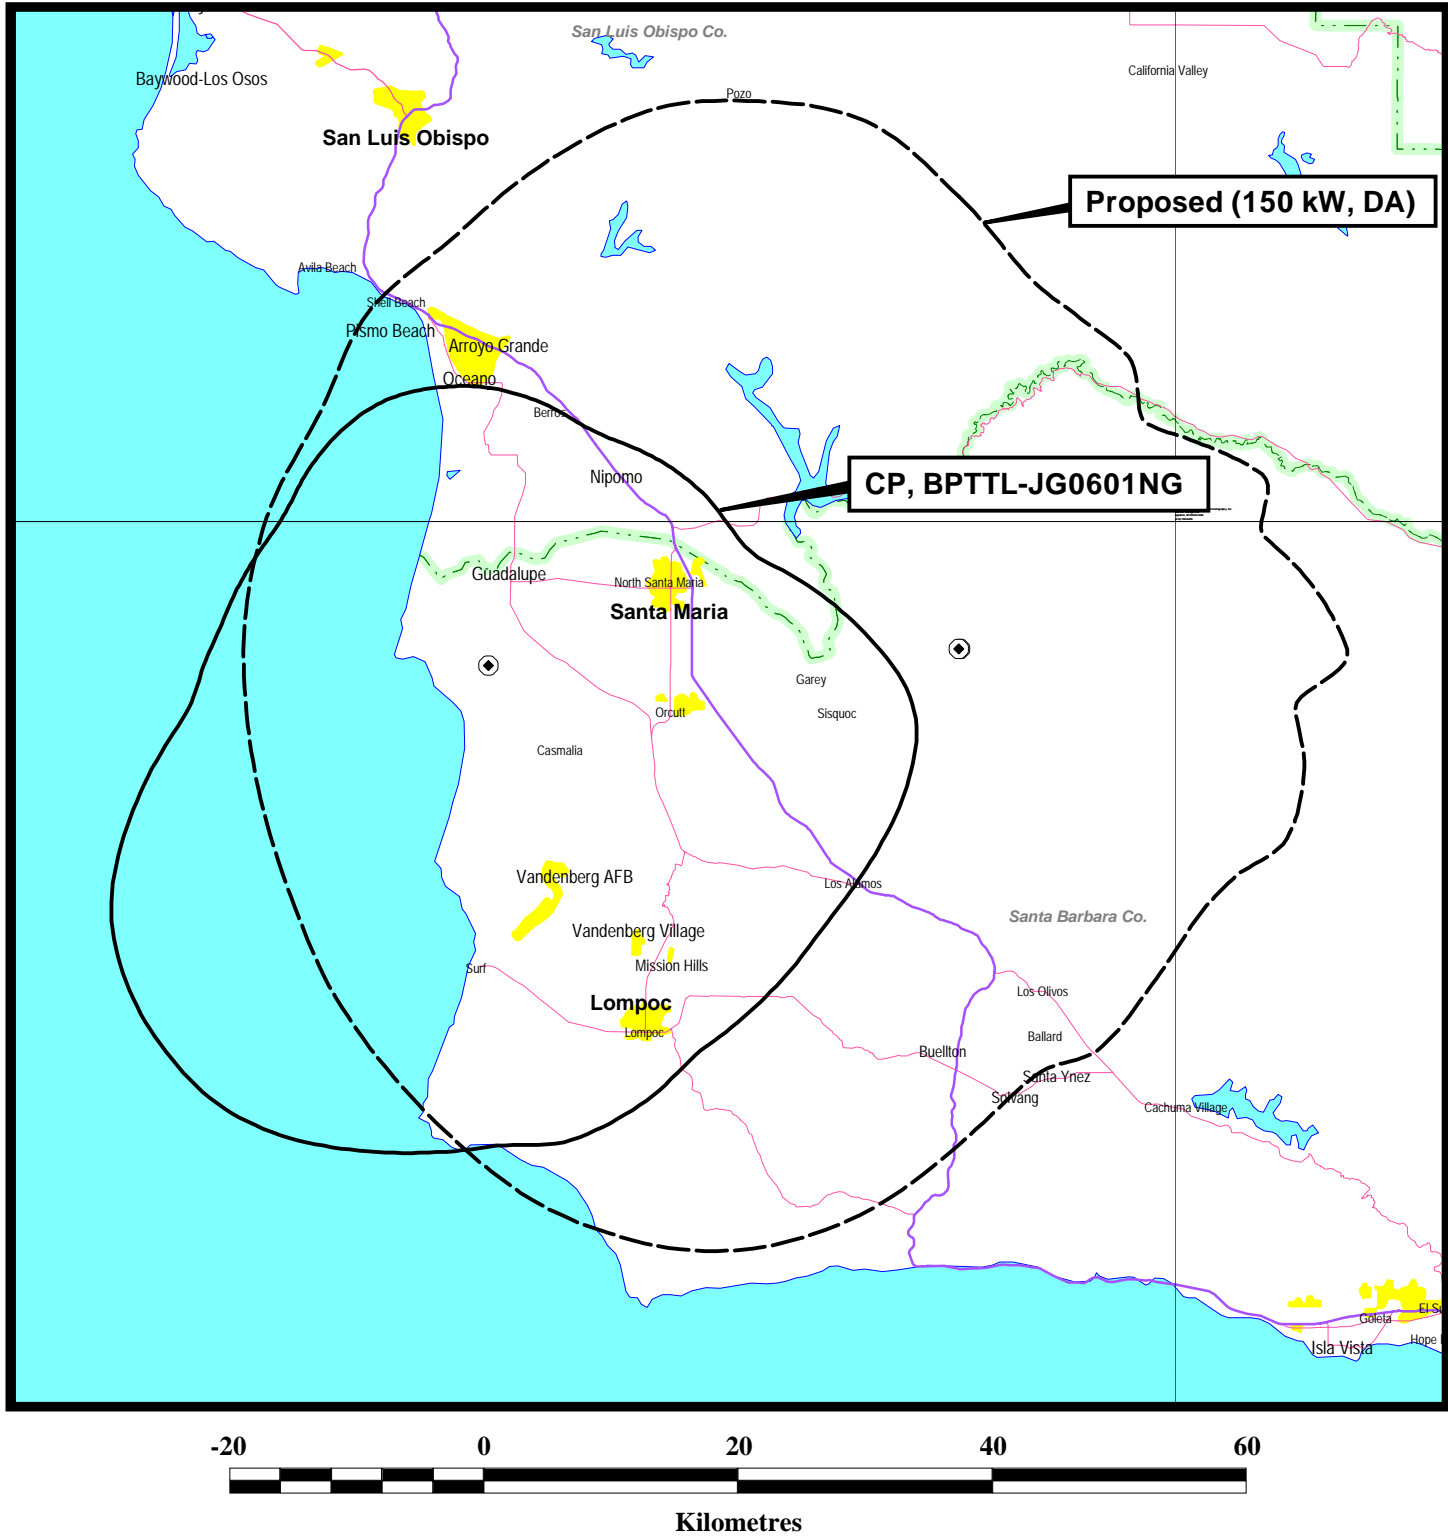 San Luis Obispo Co.
California Valley
Baywood-Los Osos
Pozo
San Luis Obispo
Proposed (150 kW, DA)
Avila Beach
Shell Beach
Pismo Beach
Arroyo Grande
Oceano
Berros
Nipomo
CP, BPTTL-JG0601NG
Guadalupe
North Santa Maria
Santa Maria
Garey
Orcutt
Sisquoc
Casmalia
Vandenberg AFB
Los Alamos
Santa Barbara Co.
Vandenberg Village
Surf
Mission Hills
Los Olivos
Lompoc
Lompoc
Ballard
Buellton
Santa Ynez
Solvang
Cachuma Village
Goleta
Isla Vista
Hope
-20 0 20 40 60
Kilometres